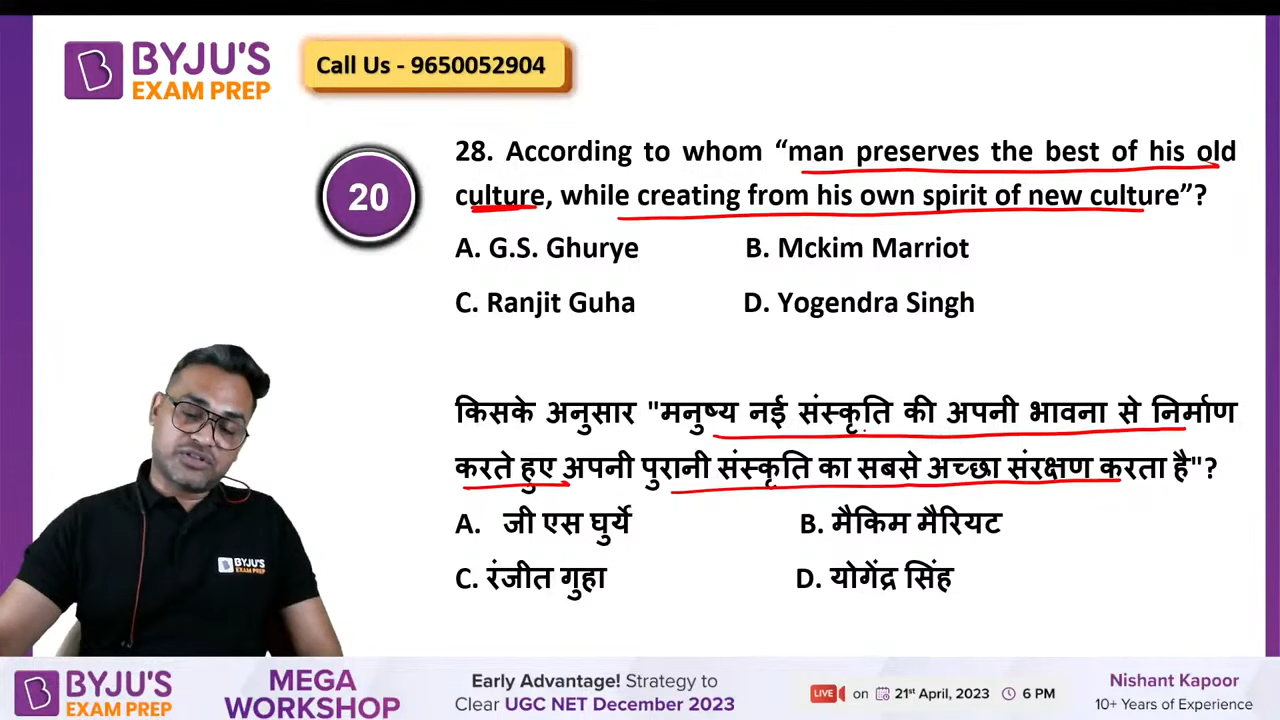 BYJU'S
EXAM PREP
Call Us - 9650052904
20
28. According to whom “man preserves the best of his old
culture, while creating from his own spirit of new culture”?
A. G.S. Ghurye B. Mckim Marriot
C. Ranjit Guha D. Yogendra Singh
किसके अनुसार "मनुष्य नई संस्कृति की अपनी भावना से निर्माण
करते हुए अपनी पुरानी संस्कृति का सबसे अच्छा संरक्षण करता है"?
A. जी एस घुर्ये B. मैकिम मैरियट
C. रंजीत गुहा D. योगेंद्र सिंह
BYJU'S
EXAM PREP
BYJU'S
EXAM PREP
MEGA
WORKSHOP
Early Advantage! Strategy to
Clear UGC NET December 2023
LIVE on 21st April, 2023 6 PM
Nishant Kapoor
10+ Years of Experience